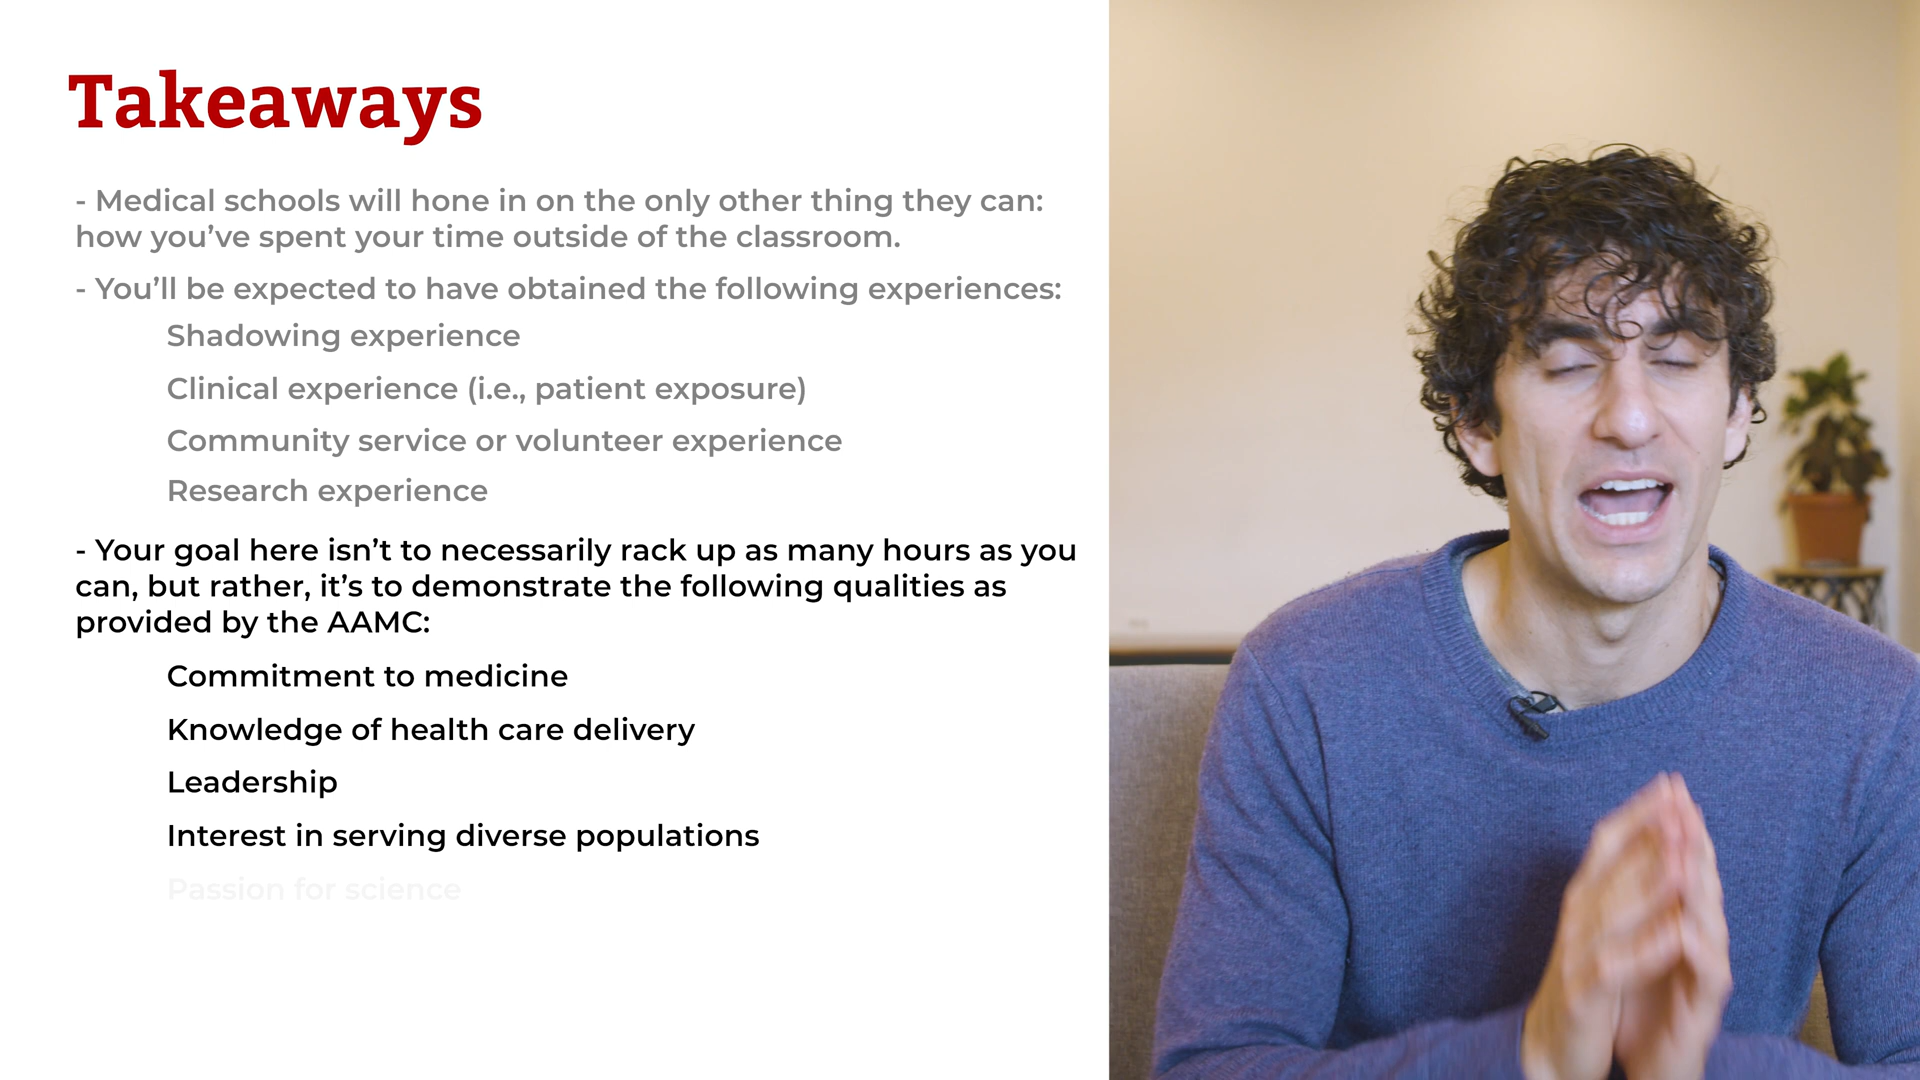 Takeaways
- Medical schools will hone in on the only other thing they can:
how you’ve spent your time outside of the classroom.
- You’ll be expected to have obtained the following experiences:
Shadowing experience
Clinical experience (i.e., patient exposure)
Community service or volunteer experience
Research experience
- Your goal here isn’t to necessarily rack up as many hours as you
can, but rather, it’s to demonstrate the following qualities as
provided by the AAMC:
Commitment to medicine
Knowledge of health care delivery
Leadership
Interest in serving diverse populations
Passion for science